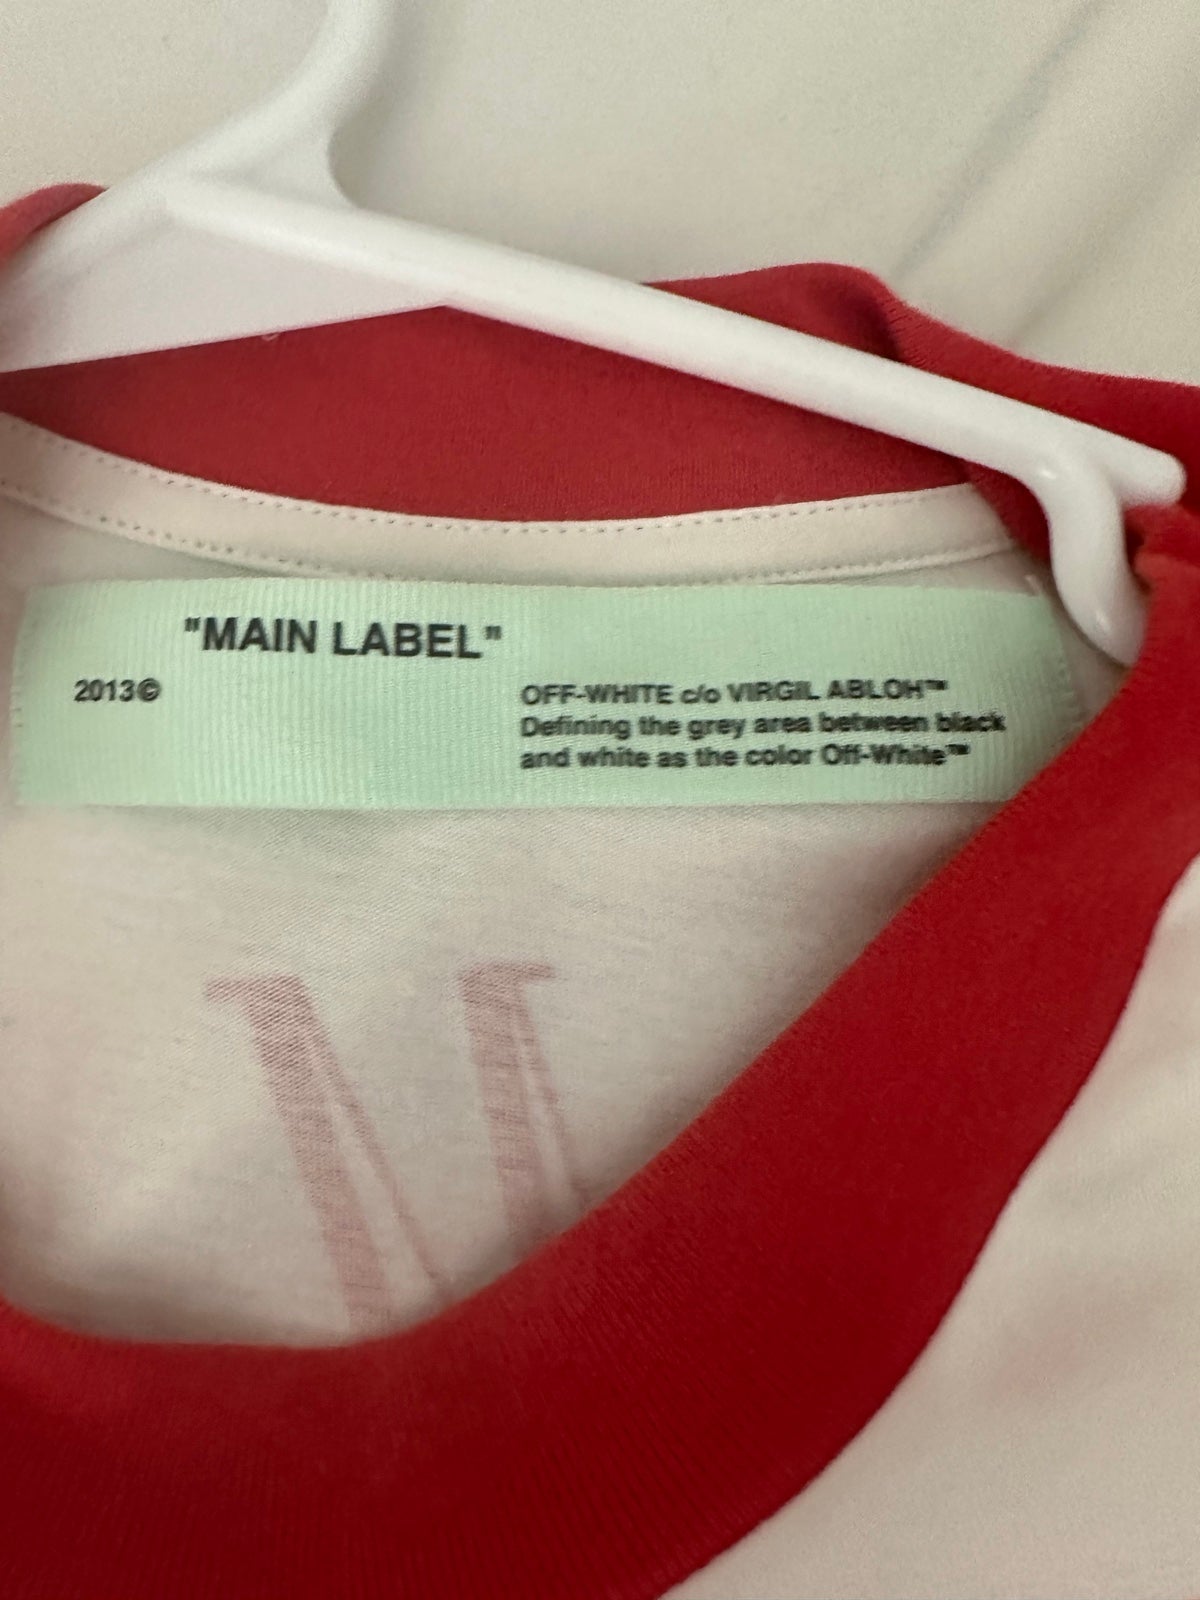 "MAIN LABEL"
2013©
OFF-WHITE c/o VIRGIL ABLOH™
Defining the grey area between black
and white as the color Off-White™